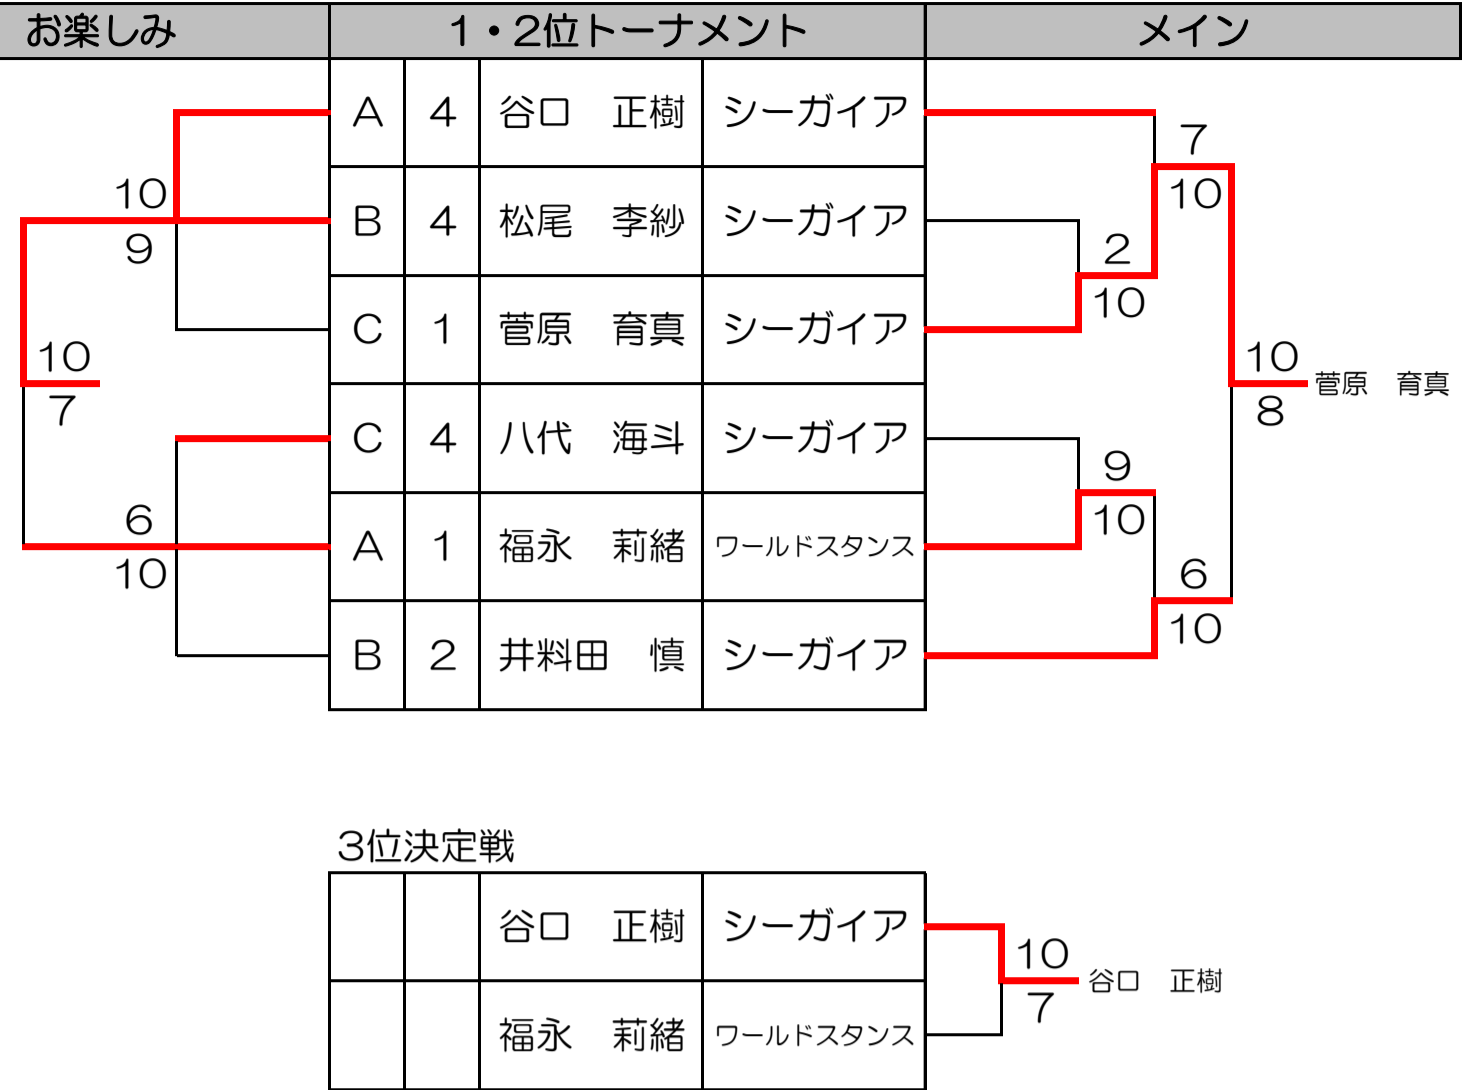 お楽しみ 1・2位トーナメント メイン
A 4 谷口 正樹 シーガイア
7
10 B 4 松尾 李紗 シーガイア 10
9 2
C 1 菅原 育真 シーガイア 10
10 10 菅原 育真
7 8
C 4 八代 海斗 シーガイア
9
6 10
A 1 福永 莉緒 ワールドスタンス
10 6
10
B 2 井料田 慎 シーガイア
3位決定戦
谷口 正樹 シーガイア
10
谷口 正樹
7
福永 莉緒 ワールドスタンス